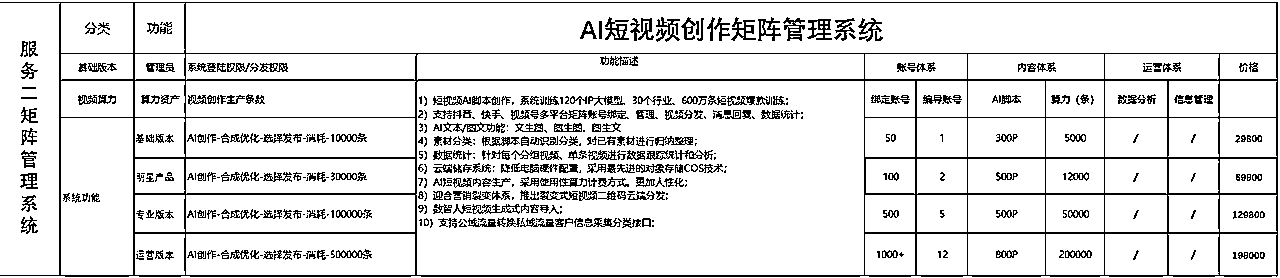 服务二矩阵管理系统
分类 功能 AI短视频创作矩阵管理系统
基础版本 管理员 系统登陆权限/分发权限 功能描述 账号体系 内容体系 运营体系 价格
视频算力 算力资产 视频创作生产条数 绑定账号 编导账号 AI脚本 算力（条） 数据分析 信息管理
1）短视频AI脚本创作，系统训练120个IP大模型、30个行业、600万条短视频爆款训练；
2）支持抖音、快手、视频号多平台矩阵账号绑定、管理、视频分发、消息回复、数据统计；
3）AI文本/图文功能：文生图、图生图、图生文
4）素材分类：根据脚本自动识别分类，对已有素材进行归纳整理；
5）数据统计：针对每个分组视频、单条视频进行数据跟踪统计和分析；
6）云端储存系统：降低电脑硬件配置，采用最先进的对象存储COS技术；
7）AI短视频内容生产，采用使用性算力计费方式。更加人性化；
8）迎合营销裂变体系，推出裂变式短视频二维码云端分发；
9）数智人短视频生成式内容导入；
10）支持公域流量转换私域流量客户信息采集分类接口；
系统功能
基础版本 AI创作-合成优化-选择发布-消耗-10000条 50 1 300P 5000 / / 29800
明星产品 AI创作-合成优化-选择发布-消耗-30000条 100 2 500P 12000 / / 59800
专业版本 AI创作-合成优化-选择发布-消耗-100000条 500 5 500P 50000 / / 129800
运营版本 AI创作-合成优化-选择发布-消耗-500000条 1000+ 12 800P 200000 / / 198000